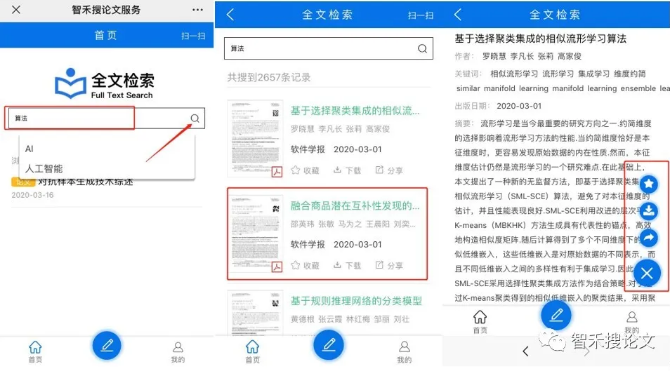 智禾搜论文服务
首页
扫一扫
全文检索
Full Text Search
算法
AI
人工智能
对抗样本生成技术综述
2020-03-16
首页
我的
全文检索
扫一扫
算法
共搜到2657条记录
基于选择聚类集成的相似流...
罗晓慧 李凡长 张莉 高家俊
软件学报 2020-03-01
收藏 下载 分享
融合商品潜在互补性发现的...
邵英玮 张敏 马为之 王晨阳 刘奕...
软件学报 2020-03-01
收藏 下载 分享
基于规则推理网络的分类模型
黄德根 张云霞 林红梅 邹丽 刘壮
首页
我的
全文检索
扫一扫
基于选择聚类集成的相似流形学习算法
作者: 罗晓慧 李凡长 张莉 高家俊
关键词: 相似流形学习 流形学习 集成学习 维度约简
similar manifold learning manifold learning ensemble lea
出版日期: 2020-03-01
摘要: 流形学习是当今最重要的研究方向之一.约简维度
的选择影响流形学习方法的性能.当约简维度恰好是本
征维度时，更容易发现原始数据的内在性质.然而，本
征维度估计仍然是流形学习的一个研究难点.在此基础上，
本文提出了一种新的无监督方法，即基于选择聚类集
相似流形学习（SML-SCE）算法，避免了对本征维度的
估计，并且性能表现良好.SML-SCE利用改进的层次平
K-means（MBKHK）方法生成具有代表性的锚点，高效
地构造相似度矩阵.随后计算得到了多个不同维度下的
似低维嵌入，这些低维嵌入是对原始数据的不同表示，而
且不同低维嵌入之间的多样性有利于集成学习.因此
SML-SCE采用选择性聚类集成方法作为结合策略.对于
过K-means聚类得到的相似低维嵌入的聚类结果，采用聚
首页
我的
智禾搜论文